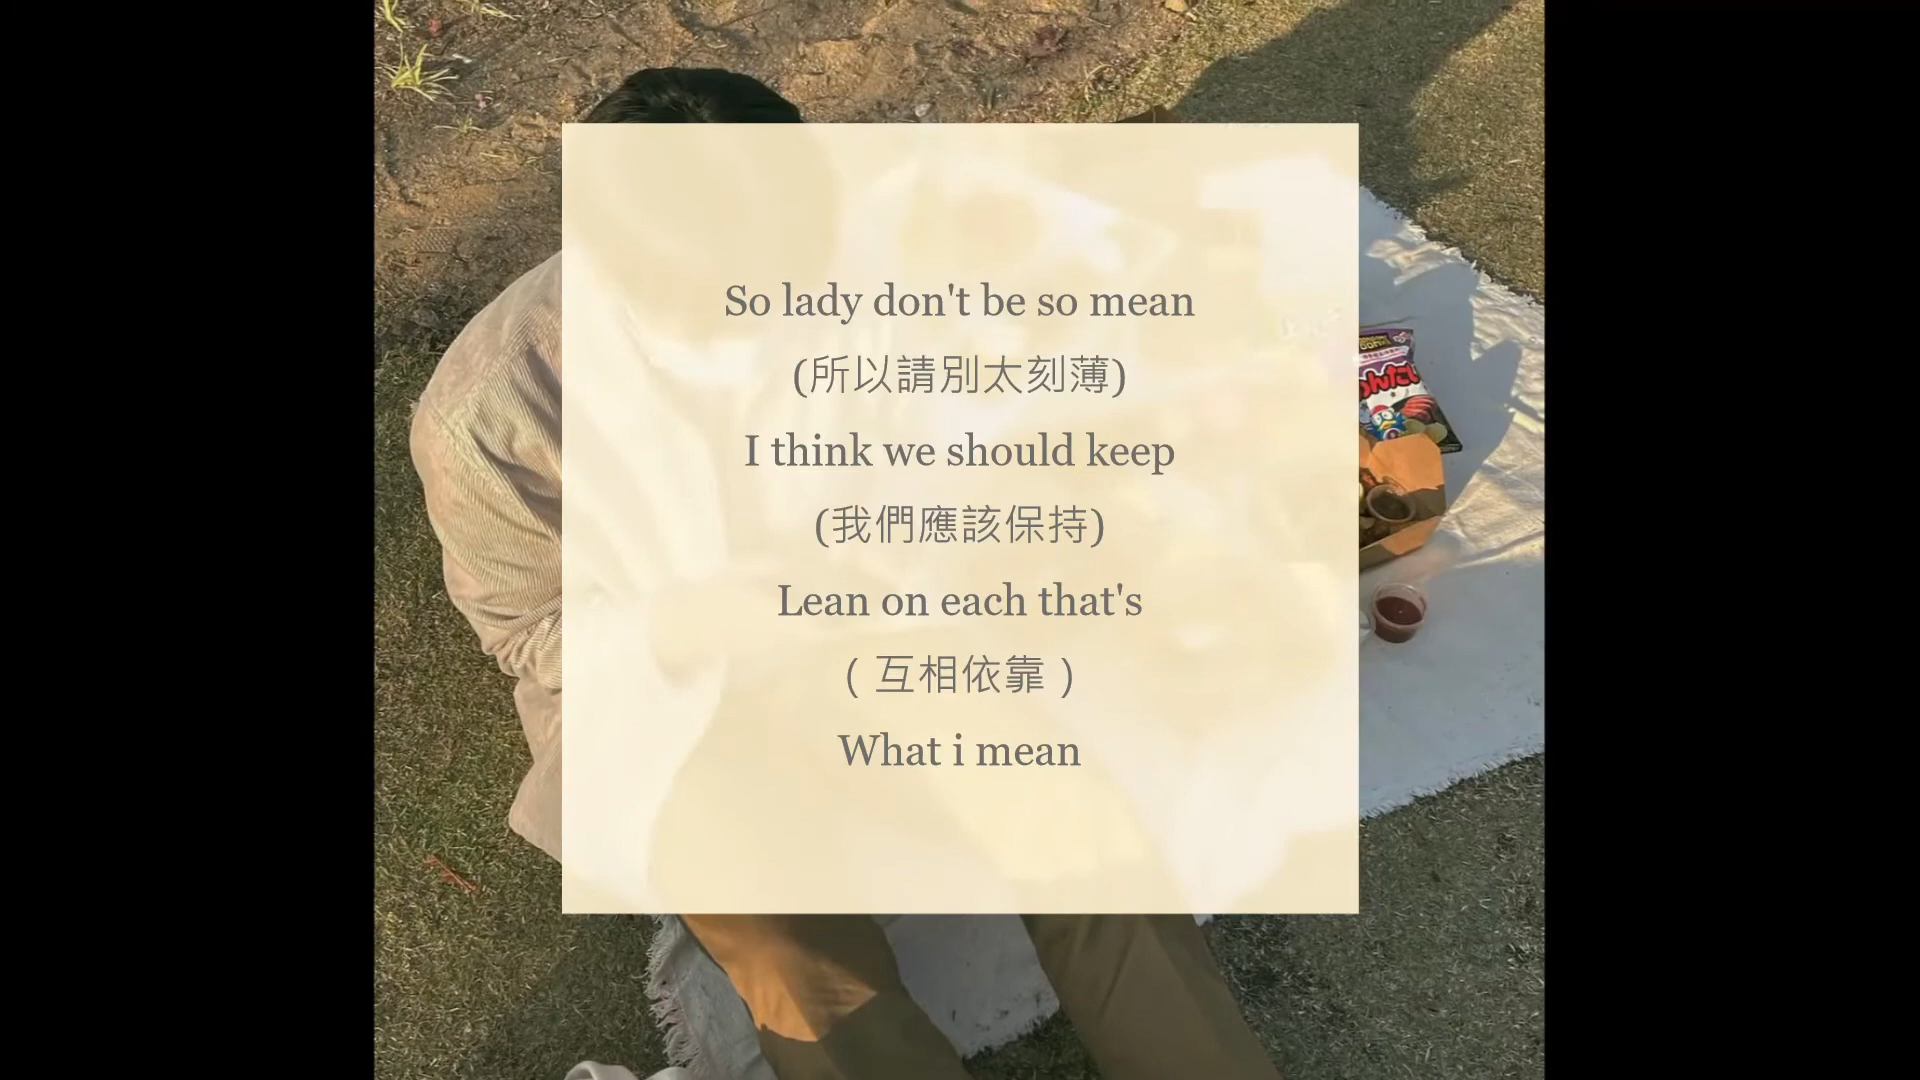 So lady don't be so mean
(所以請別太刻薄)
I think we should keep
(我們應該保持)
Lean on each that's
( 互相依靠 )
What i mean